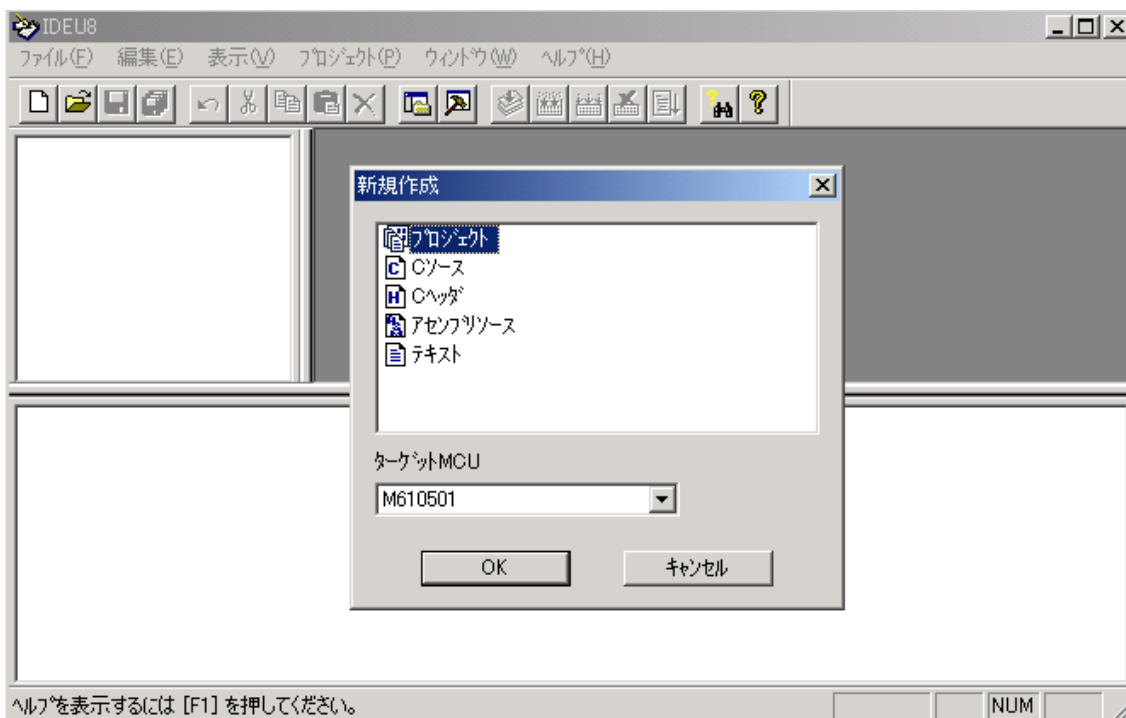 IDEU8
ﾌｧｲﾙ(F) 編集(E) 表示(V) ﾌﾟﾛｼﾞｪｸﾄ(P) ｳｨﾝﾄﾞｳ(W) ﾍﾙﾌﾟ(H)
新規作成
ﾌﾟﾛｼﾞｪｸﾄ
Cｿｰｽ
Cﾍｯﾀﾞ
ｱｾﾝﾌﾞﾘｿｰｽ
ﾃｷｽﾄ
ﾀｰｹﾞｯﾄMCU
M610501
OK ｷｬﾝｾﾙ
ﾍﾙﾌﾟを表示するには [F1] を押してください。 NUM